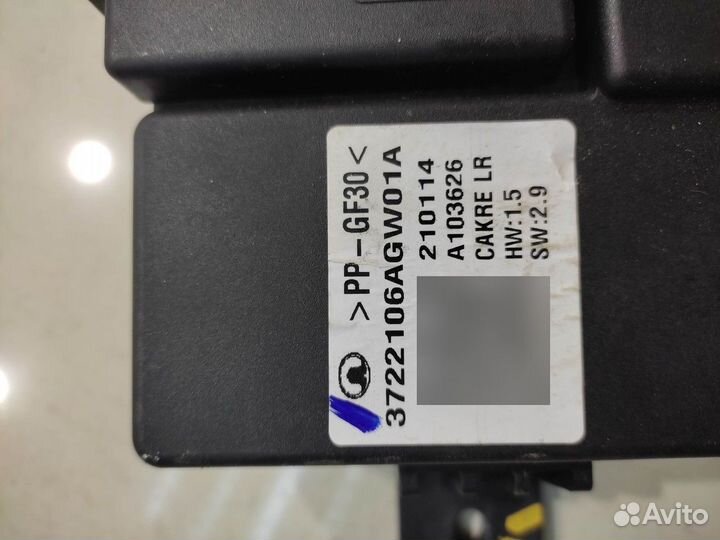 >PP-GF30<
3722106AGW01A
210114
A103626
CAKRE LR
HW:1.5
SW:2.9
Avito